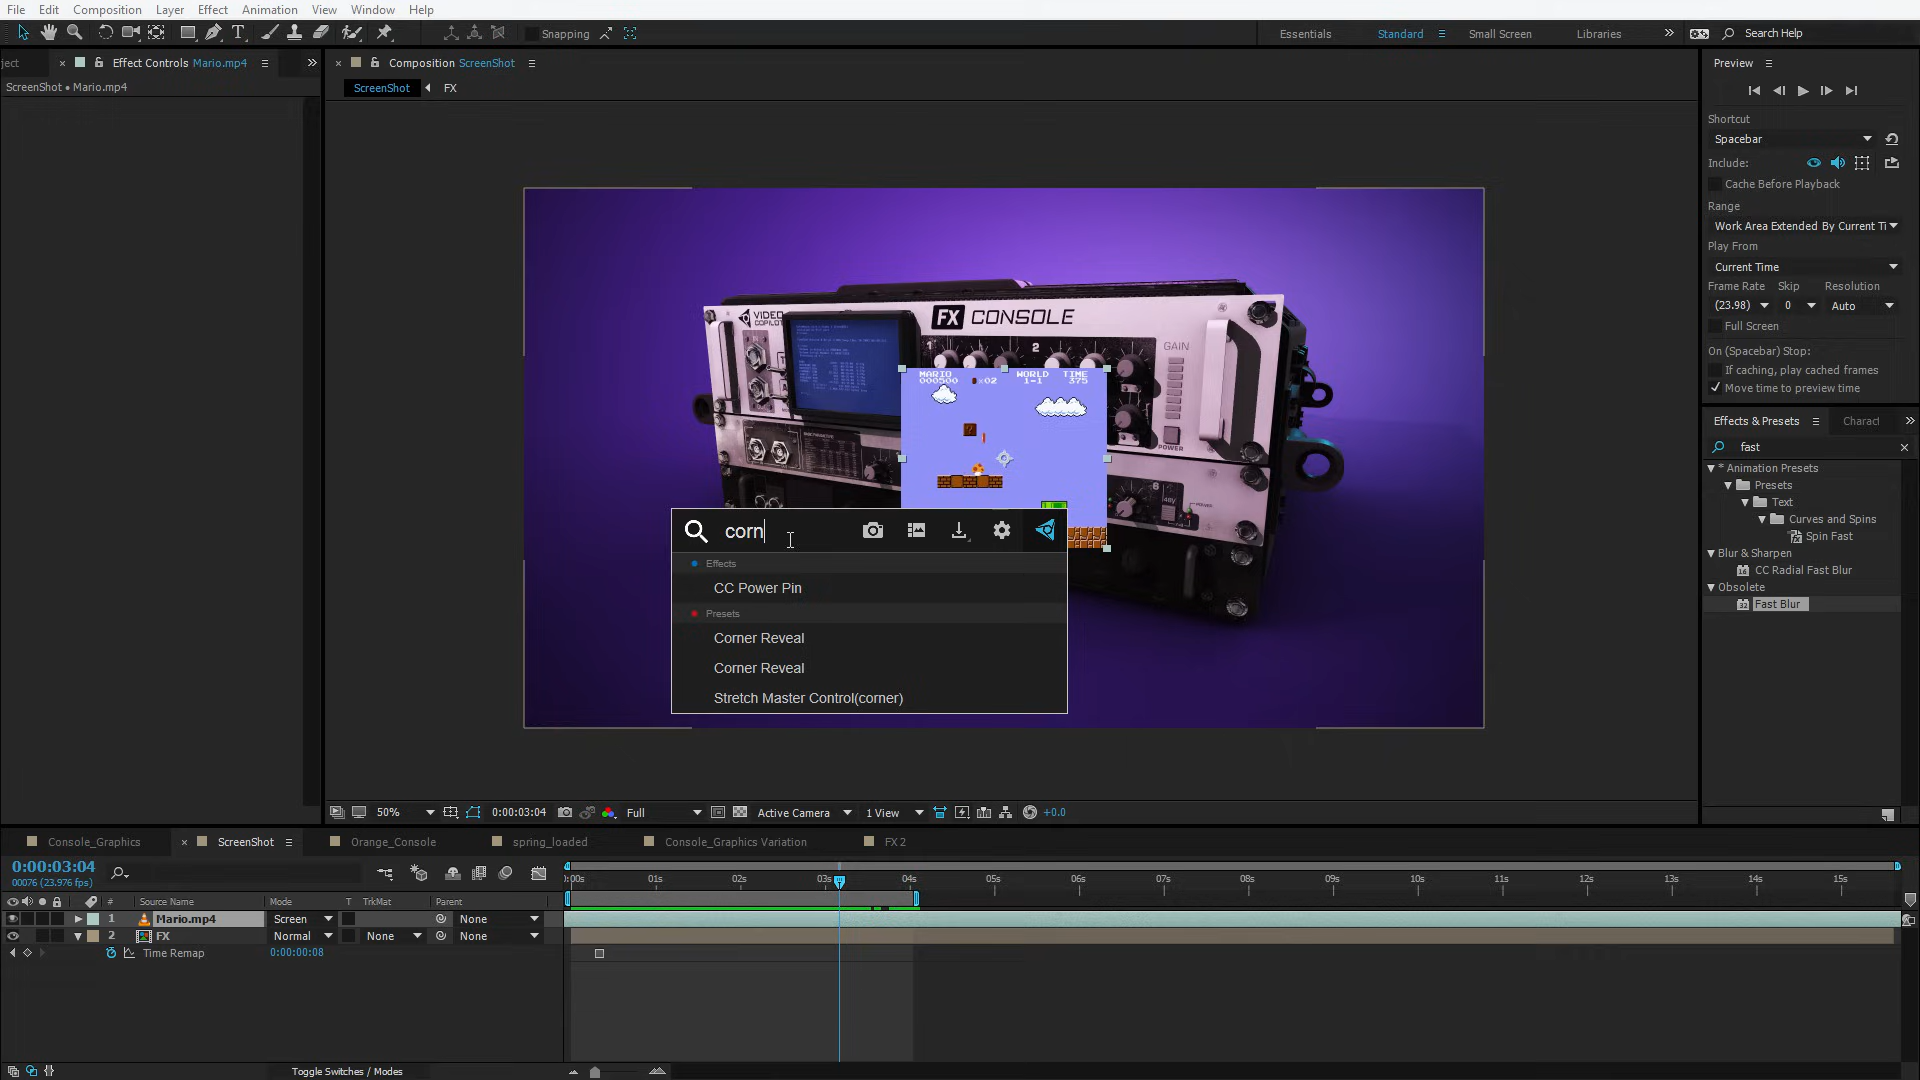 File Edit Composition Layer Effect Animation View Window Help
Snapping
Essentials Standard Small Screen Libraries Search Help
ject Effect Controls Mario.mp4
ScreenShot • Mario.mp4
Composition ScreenShot
ScreenShot FX
Preview
Shortcut
Spacebar
Include:
Cache Before Playback
Range
Work Area Extended By Current Ti
Play From
Current Time
Frame Rate Skip Resolution
(23.98) 0 Auto
Full Screen
On (Spacebar) Stop:
If caching, play cached frames
Move time to preview time
Effects & Presets Charact
fast
* Animation Presets
Presets
Text
Curves and Spins
Spin Fast
Blur & Sharpen
CC Radial Fast Blur
Obsolete
32 Fast Blur
VIDEO
COPILOT
FX CONSOLE
1 2
GAIN
POWER
6 48V
MARIO WORLD TIME
000500 ×02 1-1 375
corn
Effects
CC Power Pin
Presets
Corner Reveal
Corner Reveal
Stretch Master Control(corner)
50% 0:00:03:04 Full Active Camera 1 View +0.0
Console_Graphics ScreenShot Orange_Console spring_loaded Console_Graphics Variation FX 2
0:00:03:04
00076 (23.976 fps)
:00s 01s 02s 03s 04s 05s 06s 07s 08s 09s 10s 11s 12s 13s 14s 15s
# Source Name Mode T TrkMat Parent
1 Mario.mp4 Screen None
2 FX Normal None None
Time Remap 0:00:00:08
Toggle Switches / Modes